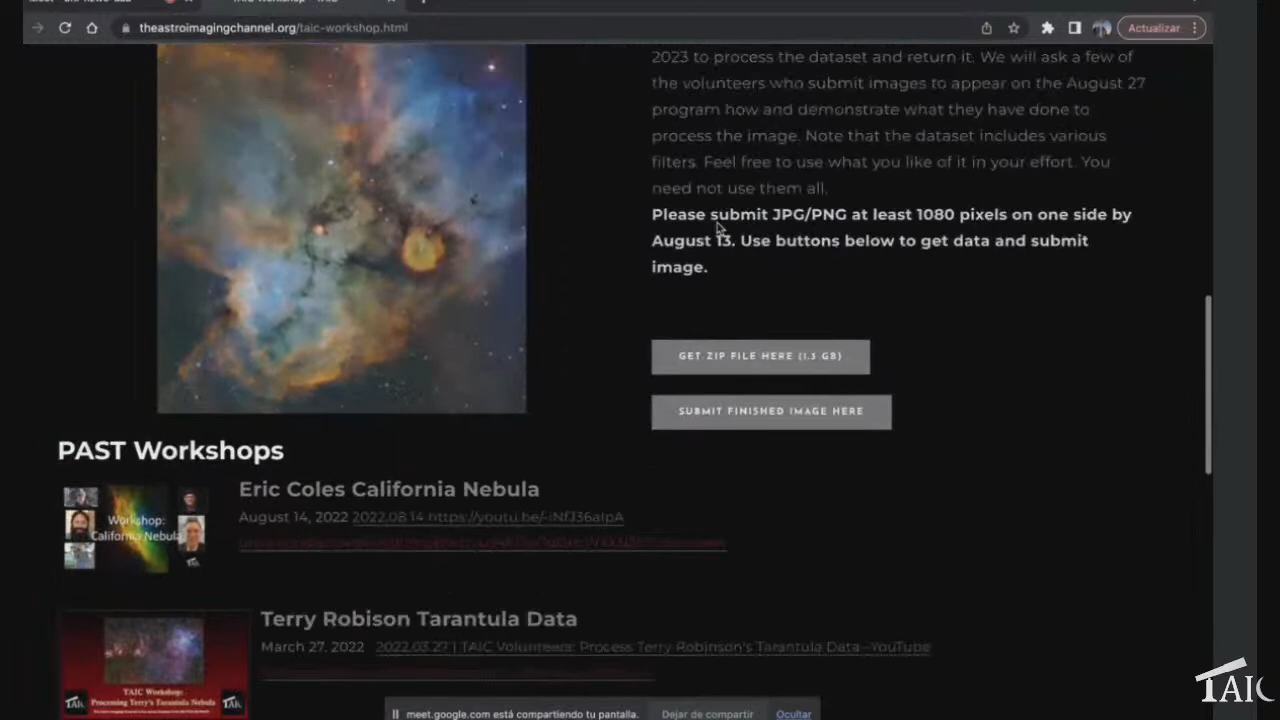 theastroimagingchannel.org/taic-workshop.html
Actualizar
2023 to process the dataset and return it. We will ask a few of
the volunteers who submit images to appear on the August 27
program how and demonstrate what they have done to
process the image. Note that the dataset includes various
filters. Feel free to use what you like of it in your effort. You
need not use them all.
Please submit JPG/PNG at least 1080 pixels on one side by
August 13. Use buttons below to get data and submit
image.
GET ZIP FILE HERE (1.3 GB)
SUBMIT FINISHED IMAGE HERE
PAST Workshops
Eric Coles California Nebula
August 14, 2022 2022.08.14
Workshop:
California Nebula
Terry Robison Tarantula Data
March 27, 2022 2022.03.27 | TAIC Volunteers: Process Terry Robinson's Tarantula Data--YouTube
TAIC Workshop:
Processing Terry's Tarantula Nebula
TAIC
TAIC
meet.google.com está compartiendo tu pantalla.
Dejar de compartir
Ocultar
TAIC